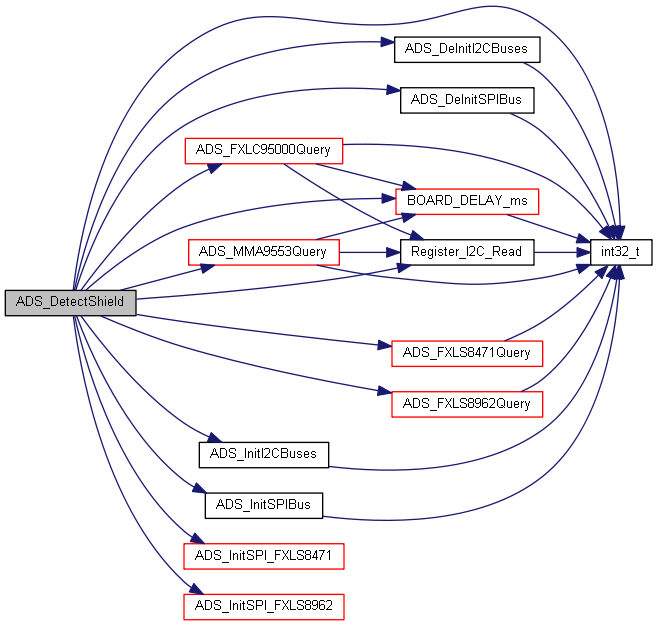 ADS_DeInitI2CBuses
ADS_DeInitSPIBus
ADS_FXLC95000Query
BOARD_DELAY_ms
ADS_MMA9553Query
Register_I2C_Read
int32_t
ADS_DetectShield
ADS_FXLS8471Query
ADS_FXLS8962Query
ADS_InitI2CBuses
ADS_InitSPIBus
ADS_InitSPI_FXLS8471
ADS_InitSPI_FXLS8962